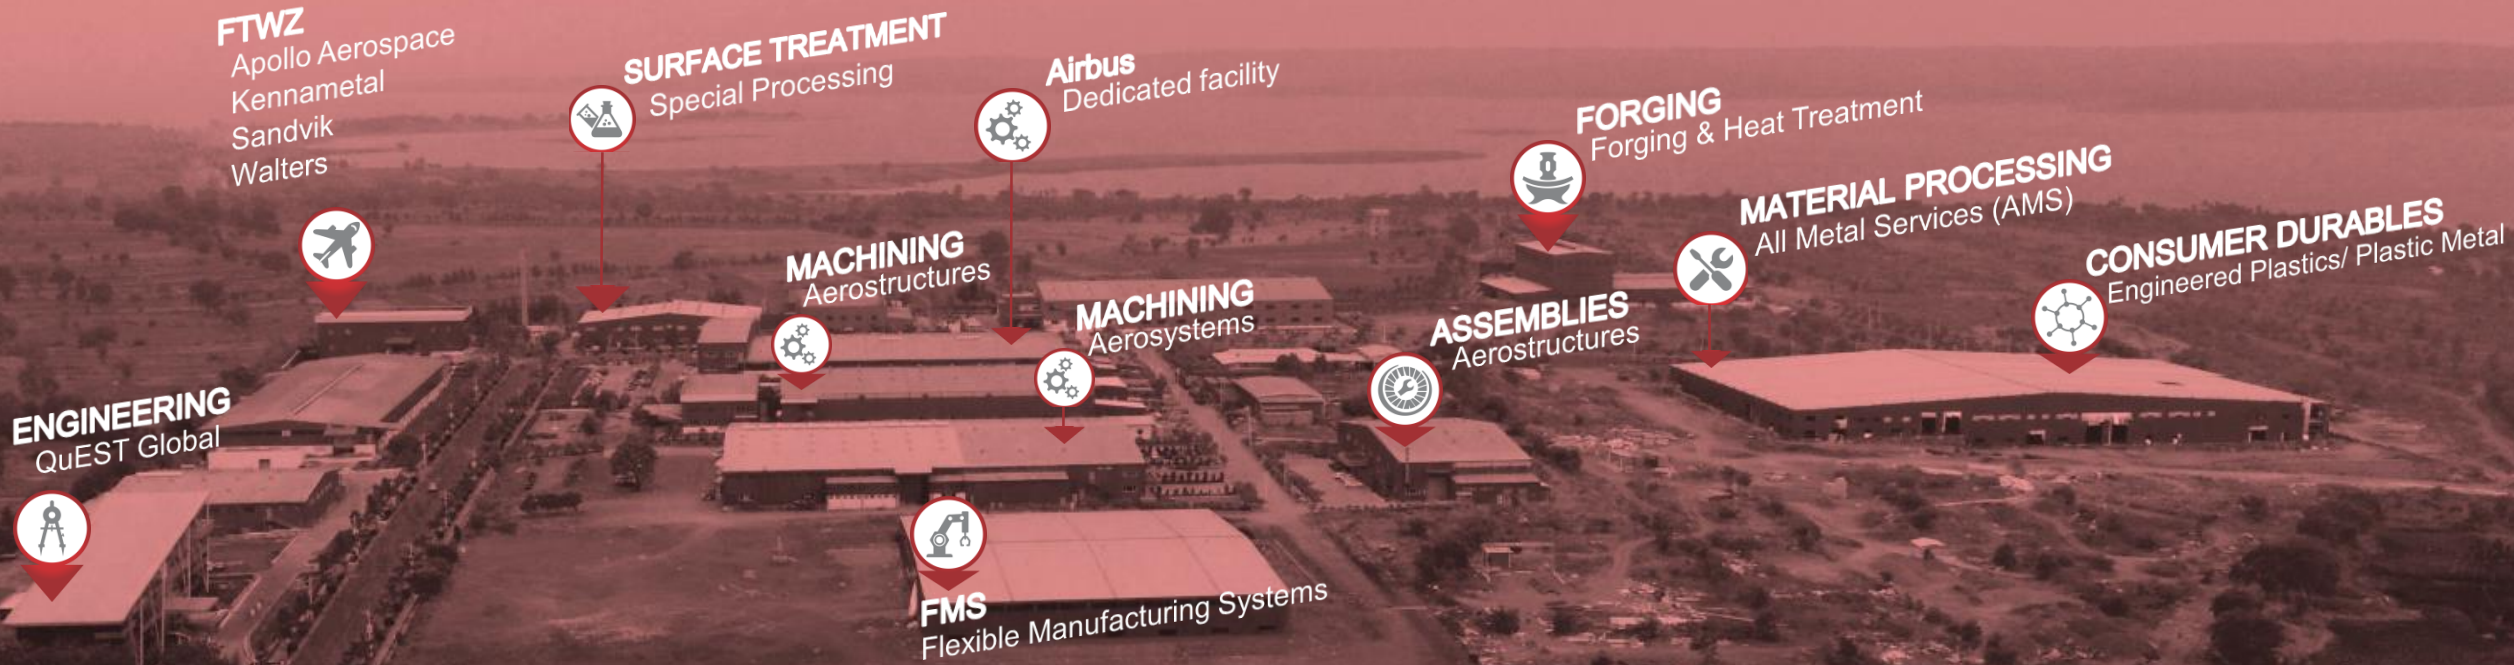 FTWZ
Apollo Aerospace
Kennametal
Sandvik
Walters
SURFACE TREATMENT
Special Processing
Airbus
Dedicated facility
FORGING
Forging & Heat Treatment
MATERIAL PROCESSING
All Metal Services (AMS)
CONSUMER DURABLES
Engineered Plastics/ Plastic Metal
MACHINING
Aerostructures
MACHINING
Aerosystems
ASSEMBLIES
Aerostructures
ENGINEERING
QuEST Global
FMS
Flexible Manufacturing Systems